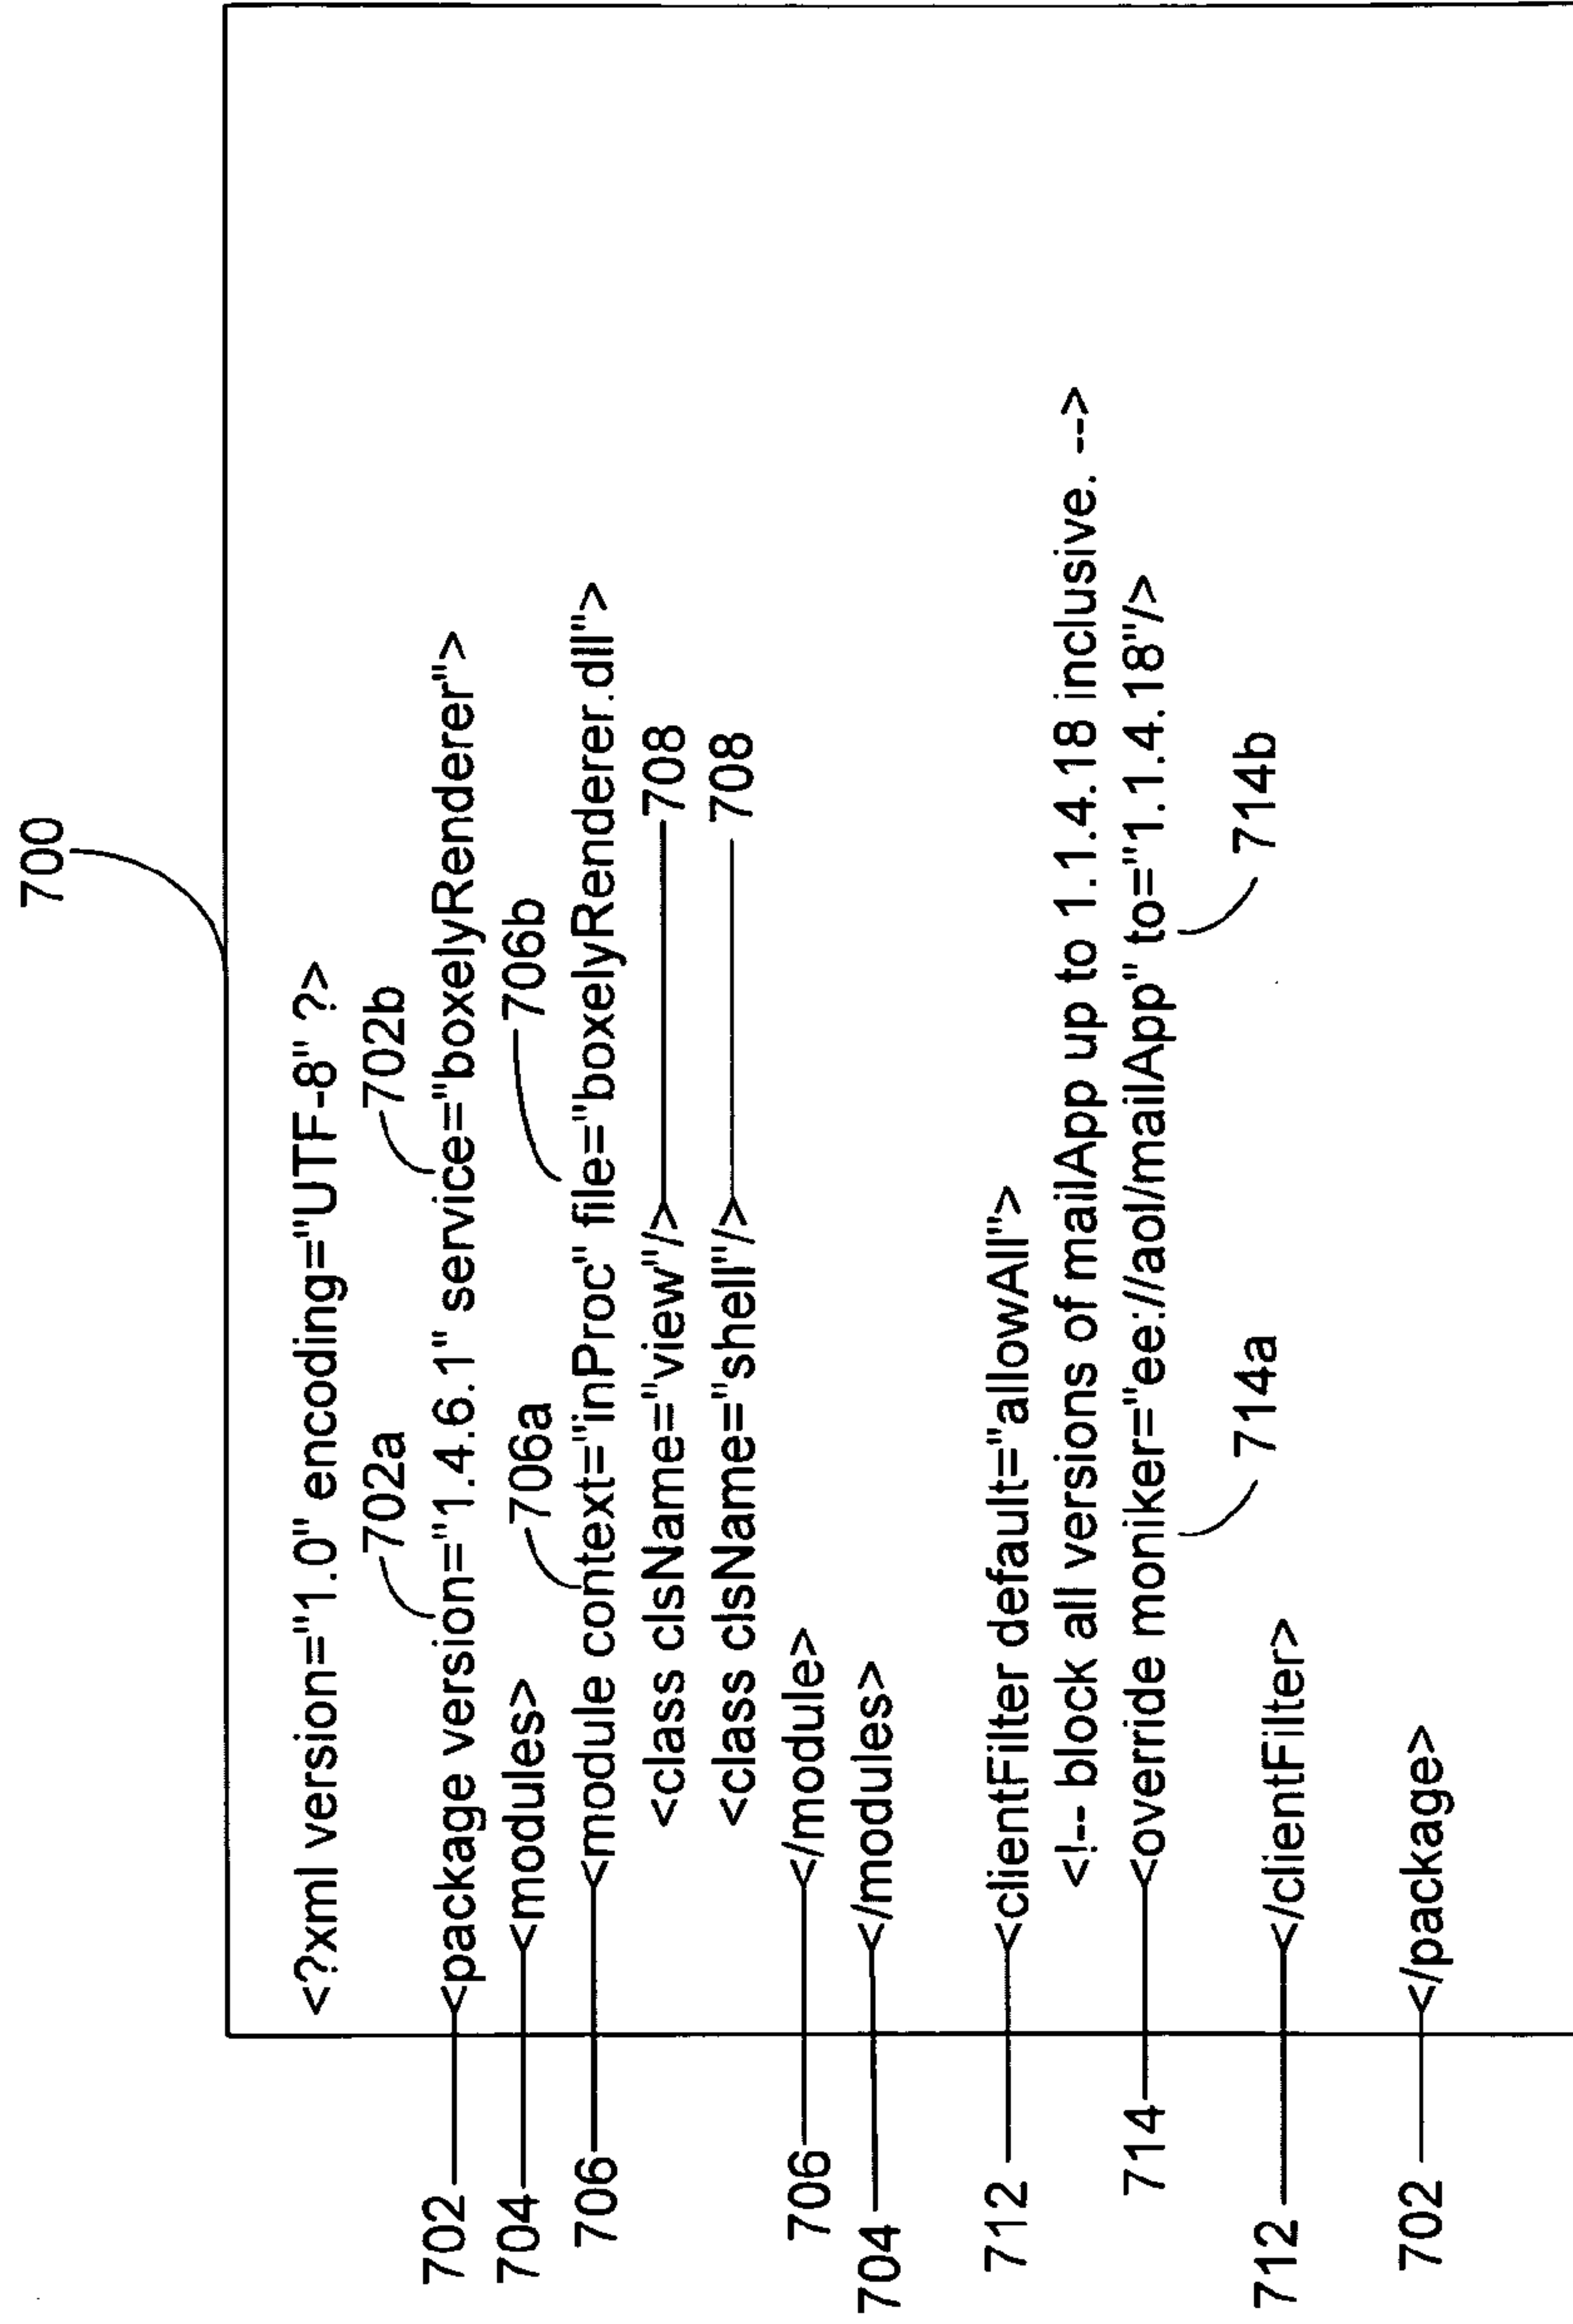 700
<?xml version="1.0" encoding="UTF-8" ?>
702a 702b
702 <package version="1.4.6.1" service="boxelyRenderer">
704 <modules> 706a 706b
706 <module context="inProc" file="boxelyRenderer.dll">
<class clsName="view"/> 708
<class clsName="shell"/> 708
706 </module>
704 </modules>
712 <clientFilter default="allowAll">
<!-- block all versions of mailApp up to 1.1.4.18 inclusive. -->
714 <override moniker="ee://aol/mailApp" to="1.1.4.18"/>
714a 714b
712 </clientFilter>
702 </package>